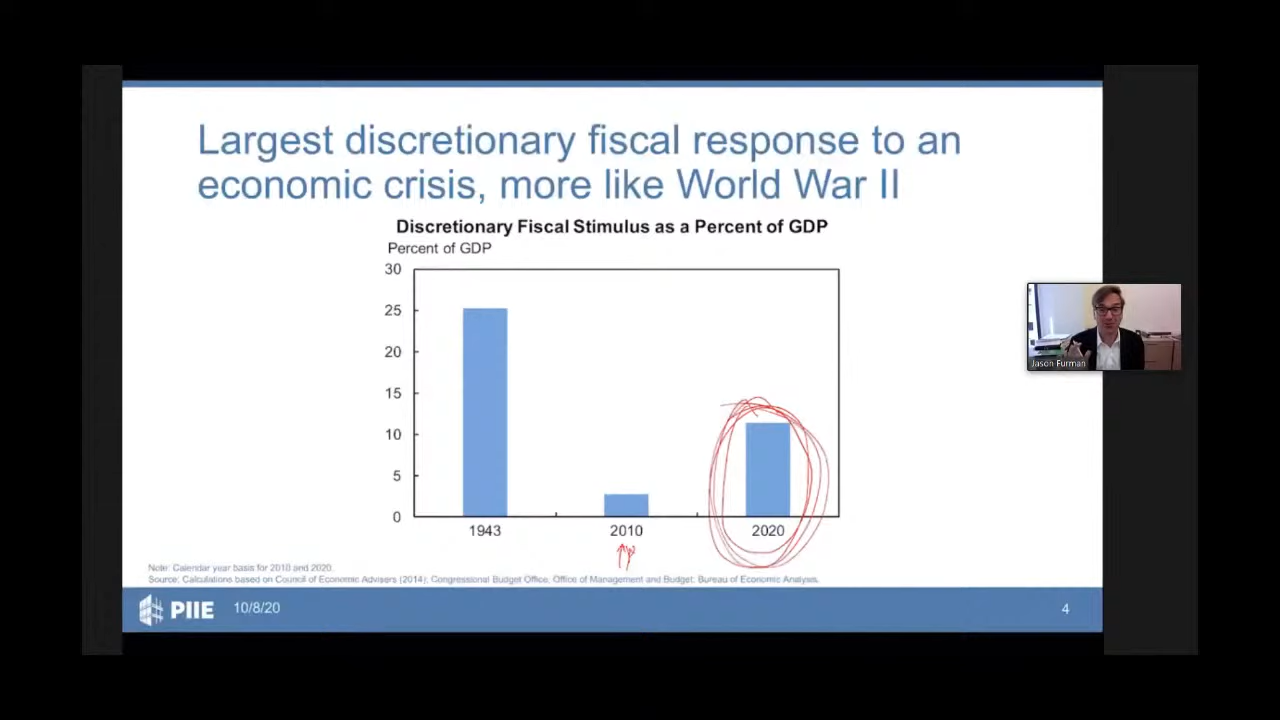 Largest discretionary fiscal response to an
economic crisis, more like World War II
Discretionary Fiscal Stimulus as a Percent of GDP
Percent of GDP
30
25
20
15
10
5
0
1943
2010
2020
Jason Furman
Note: Calendar year basis for 2010 and 2020.
Source: Calculations based on Council of Economic Advisers (2014); Congressional Budget Office; Office of Management and Budget; Bureau of Economic Analysis.
PIIE
10/8/20
4